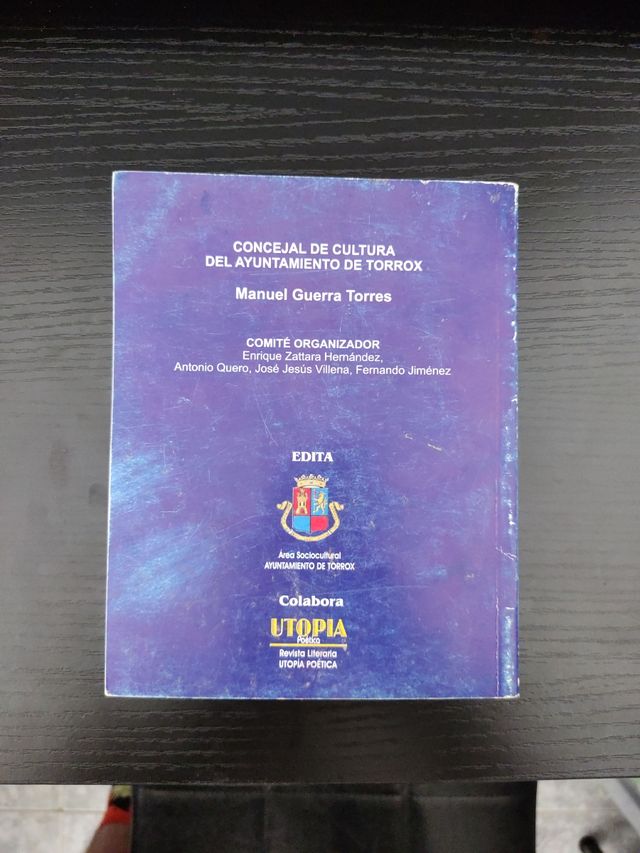 CONCEJAL DE CULTURA
DEL AYUNTAMIENTO DE TORROX
Manuel Guerra Torres
COMITÉ ORGANIZADOR
Enrique Zattara Hernández,
Antonio Quero, José Jesús Villena, Fernando Jiménez
EDITA
Área Sociocultural
AYUNTAMIENTO DE TORROX
Colabora
UTOPIA
Poética
Revista Literaria
UTOPÍA POÉTICA